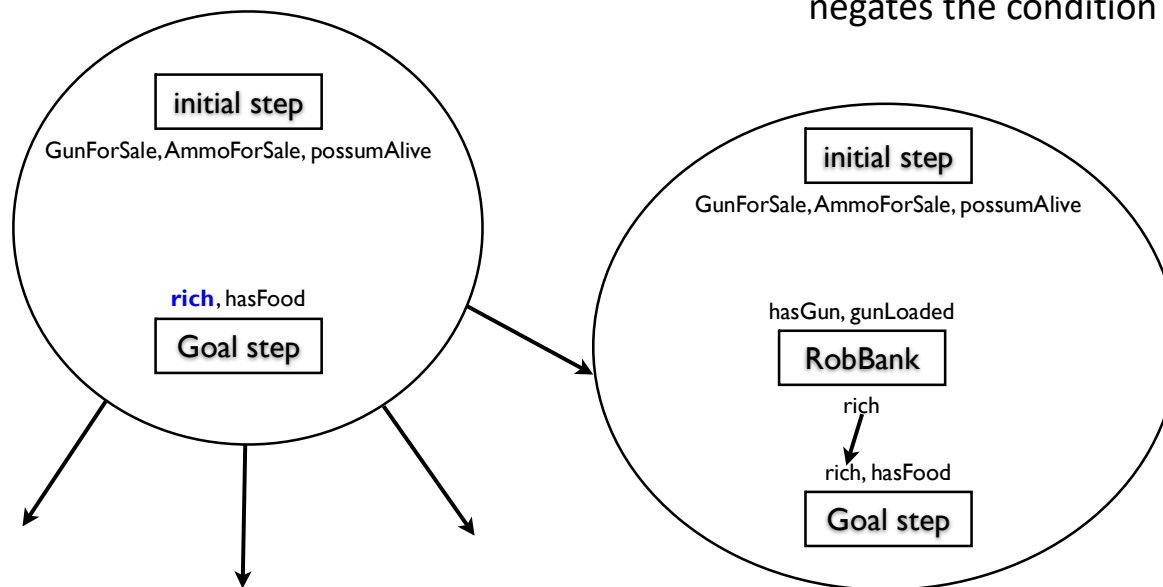 negates the condition
initial step
GunForSale, AmmoForSale, possumAlive
rich, hasFood
Goal step
initial step
GunForSale, AmmoForSale, possumAlive
hasGun, gunLoaded
RobBank
rich
rich, hasFood
Goal step